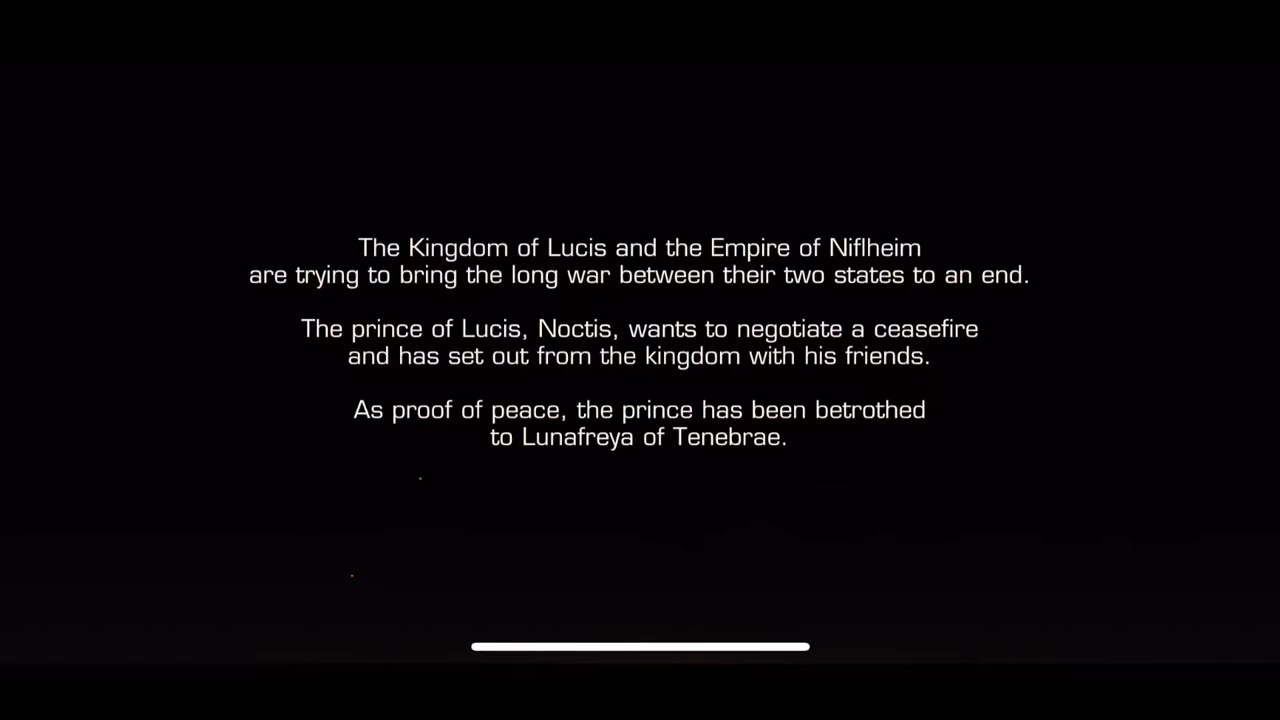 The Kingdom of Lucis and the Empire of Niflheim
are trying to bring the long war between their two states to an end.
The prince of Lucis, Noctis, wants to negotiate a ceasefire
and has set out from the kingdom with his friends.
As proof of peace, the prince has been betrothed
to Lunafreya of Tenebrae.